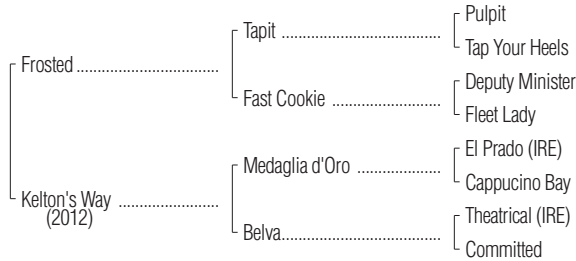 Pulpit
Tapit
Tap Your Heels
Frosted
Deputy Minister
Fast Cookie
Fleet Lady
El Prado (IRE)
Medaglia d'Oro
Cappucino Bay
Kelton's Way
(2012)
Theatrical (IRE)
Belva
Committed